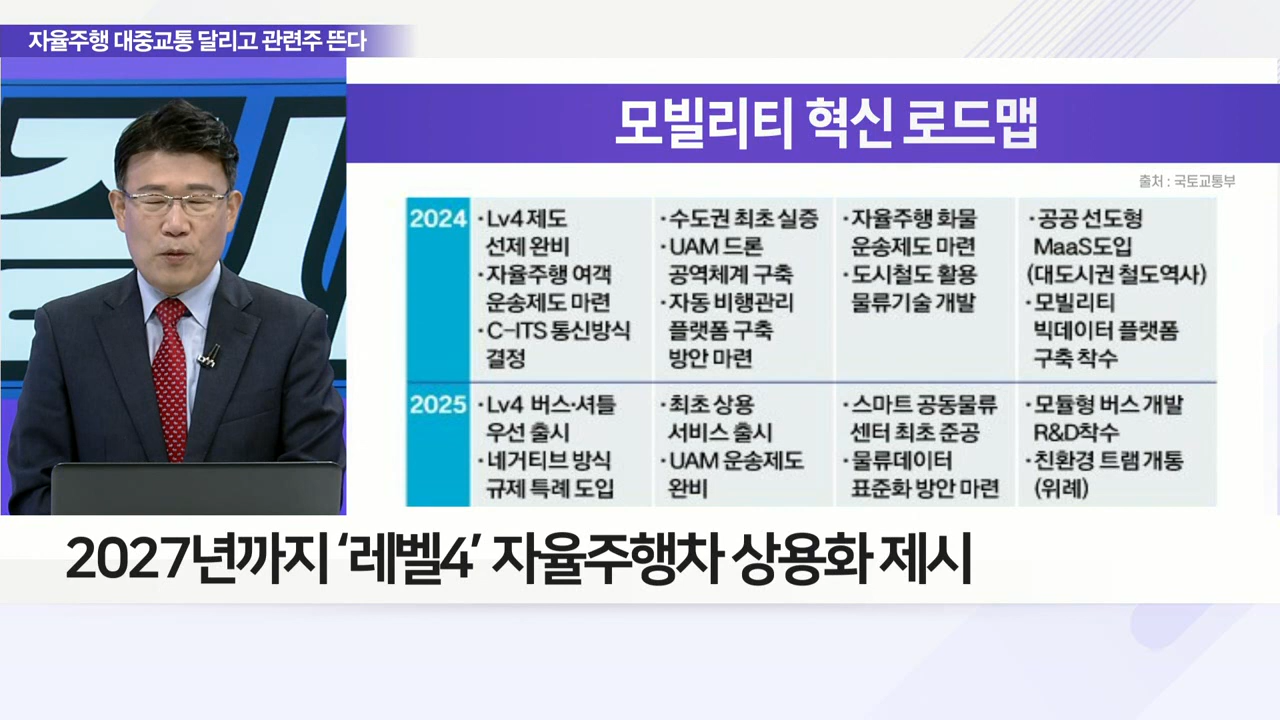 자율주행 대중교통 달리고 관련주 뜬다
모빌리티 혁신 로드맵
출처 : 국토교통부
2024
·Lv4 제도
선제 완비
·자율주행 여객
운송제도 마련
·C-ITS 통신방식
결정
·수도권 최초 실증
·UAM 드론
공역체계 구축
·자동 비행관리
플랫폼 구축
방안 마련
·자율주행 화물
운송제도 마련
·도시철도 활용
물류기술 개발
·공공 선도형
MaaS도입
(대도시권 철도역사)
·모빌리티
빅데이터 플랫폼
구축 착수
2025
·Lv4 버스·셔틀
우선 출시
·네거티브 방식
규제 특례 도입
·최초 상용
서비스 출시
·UAM 운송제도
완비
·스마트 공동물류
센터 최초 준공
·물류데이터
표준화 방안 마련
·모듈형 버스 개발
R&D착수
·친환경 트램 개통
(위례)
2027년까지 ‘레벨4’ 자율주행차 상용화 제시